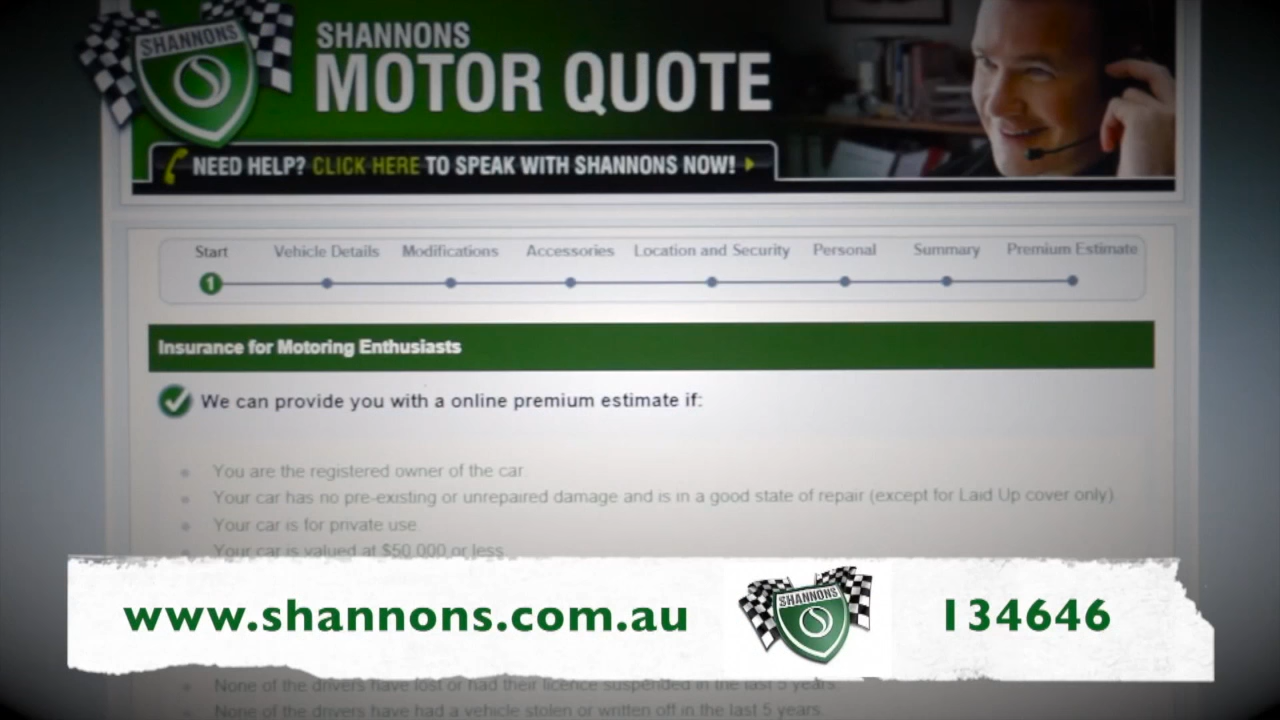 SHANNONS
SHANNONS
MOTOR QUOTE
NEED HELP? CLICK HERE TO SPEAK WITH SHANNONS NOW!
Start Vehicle Details Modifications Accessories Location and Security Personal Summary Premium Estimate
1
Insurance for Motoring Enthusiasts
We can provide you with a online premium estimate if:
You are the registered owner of the car
Your car has no pre-existing or unrepaired damage and is in a good state of repair (except for Laid Up cover only)
Your car is for private use
Your car is valued at $50,000 or less
www.shannons.com.au SHANNONS 134646
None of the drivers have lost or had their licence suspended in the last 5 years.
None of the drivers have had a vehicle stolen or written off in the last 5 years.